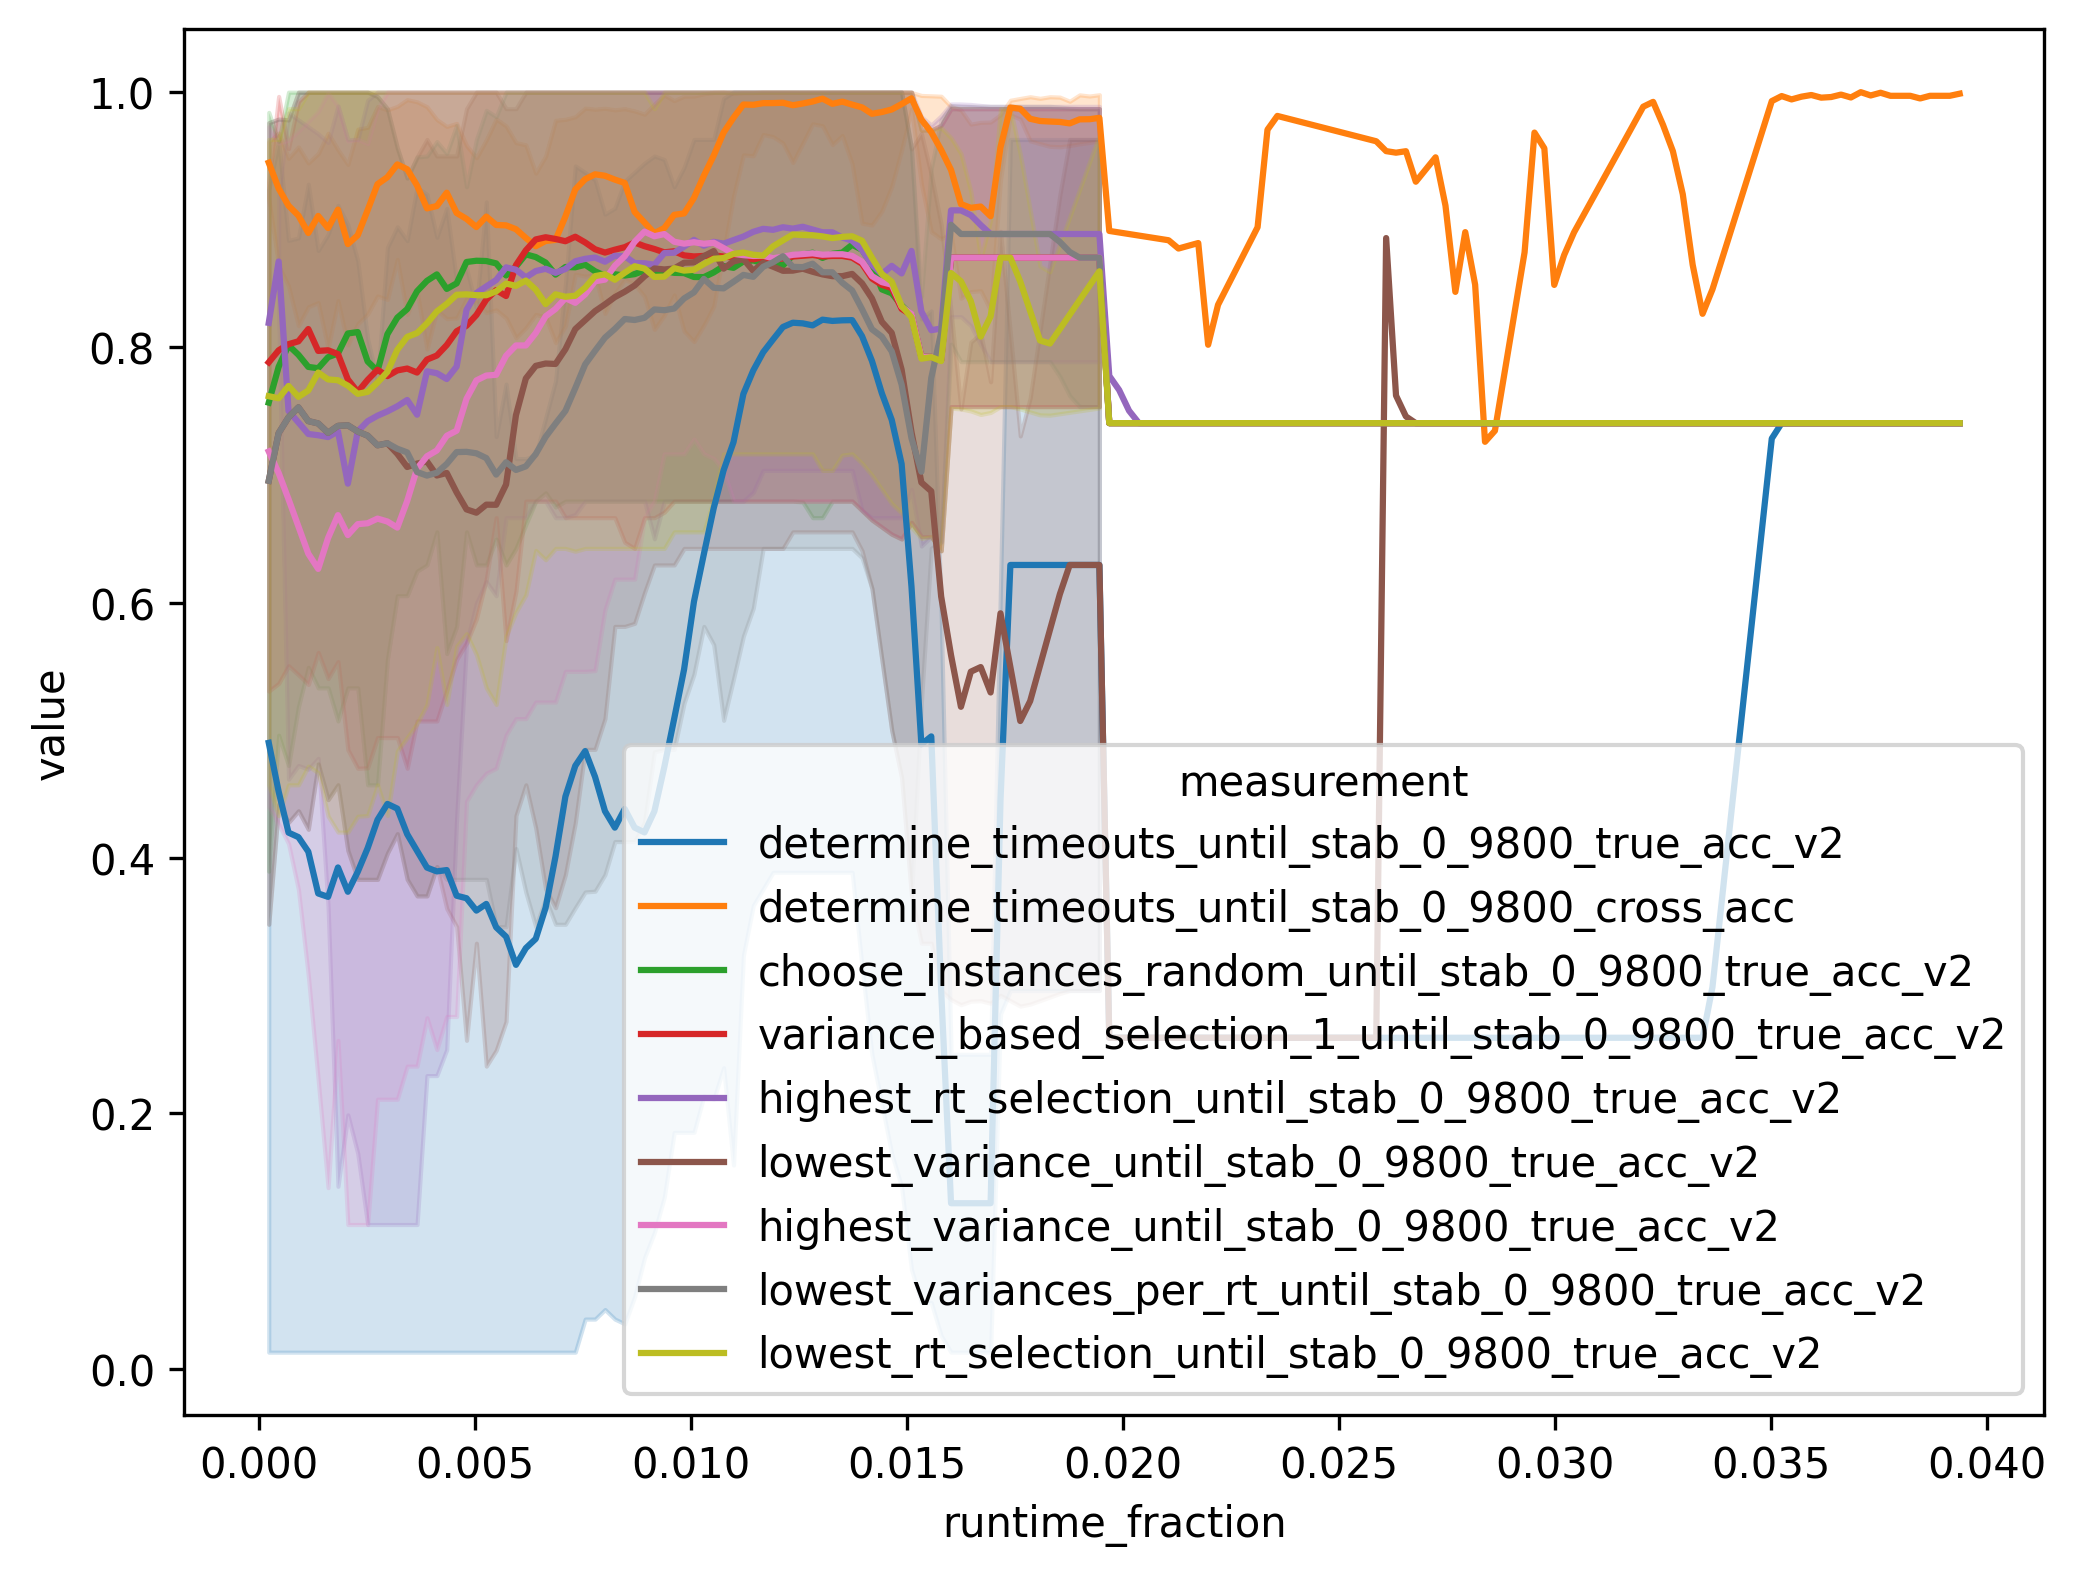 1.0
0.8
0.6
0.4
0.2
0.0
value
measurement
determine_timeouts_until_stab_0_9800_true_acc_v2
determine_timeouts_until_stab_0_9800_cross_acc
choose_instances_random_until_stab_0_9800_true_acc_v2
variance_based_selection_1_until_stab_0_9800_true_acc_v2
highest_rt_selection_until_stab_0_9800_true_acc_v2
lowest_variance_until_stab_0_9800_true_acc_v2
highest_variance_until_stab_0_9800_true_acc_v2
lowest_variances_per_rt_until_stab_0_9800_true_acc_v2
lowest_rt_selection_until_stab_0_9800_true_acc_v2
0.000 0.005 0.010 0.015 0.020 0.025 0.030 0.035 0.040
runtime_fraction